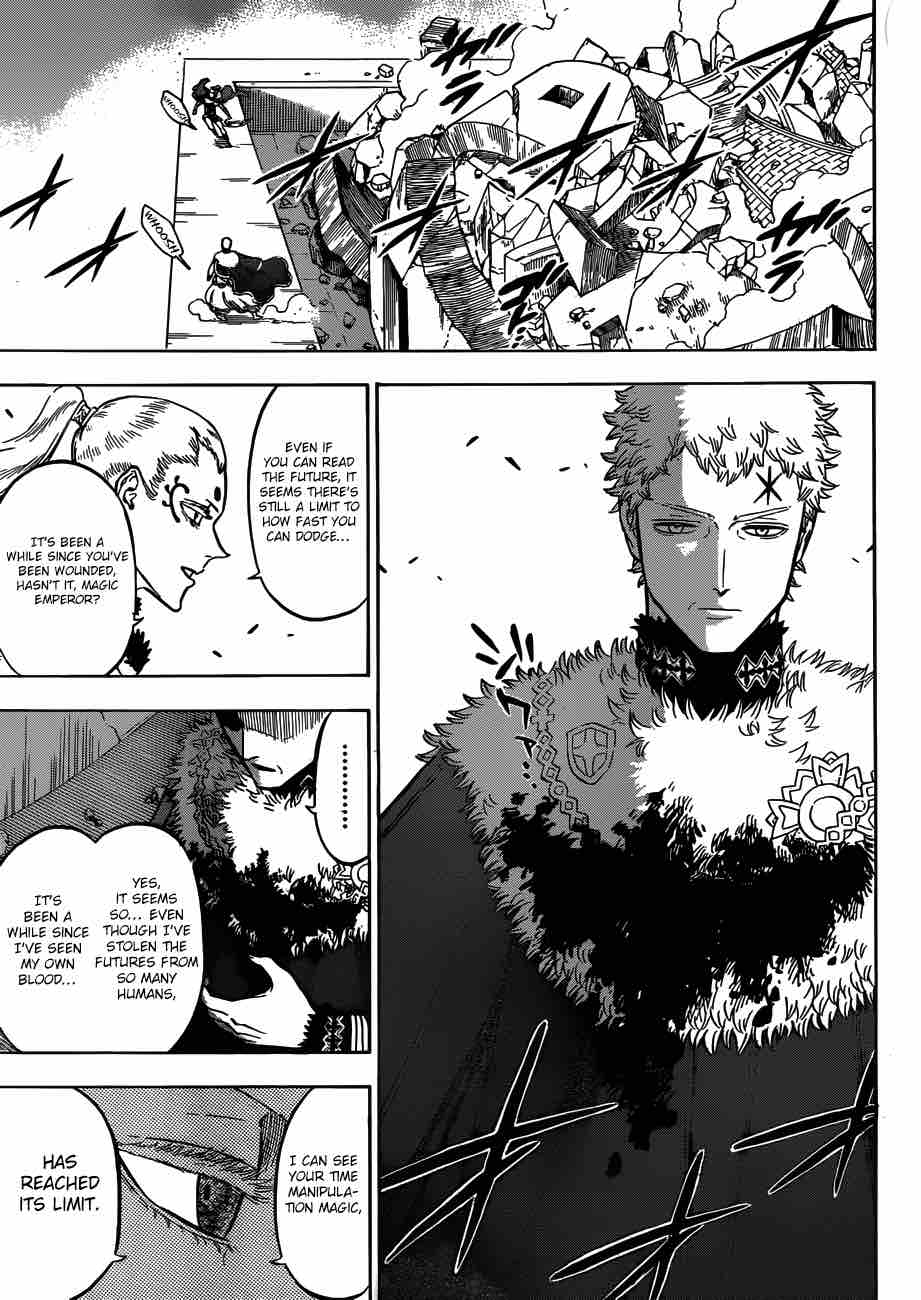 WHOOSH
WHOOSH
EVEN IF
YOU CAN READ
THE FUTURE, IT
SEEMS THERE'S
STILL A LIMIT TO
HOW FAST YOU
CAN DODGE...
IT'S BEEN A
WHILE SINCE YOU'VE
BEEN WOUNDED,
HASN'T IT, MAGIC
EMPEROR?
.........
YES,
IT SEEMS
SO... EVEN
THOUGH I'VE
STOLEN THE
FUTURES FROM
SO MANY
HUMANS,
IT'S
BEEN A
WHILE SINCE
I'VE SEEN
MY OWN
BLOOD...
I CAN SEE
YOUR TIME
MANIPULA-
TION MAGIC,
HAS
REACHED
ITS LIMIT.